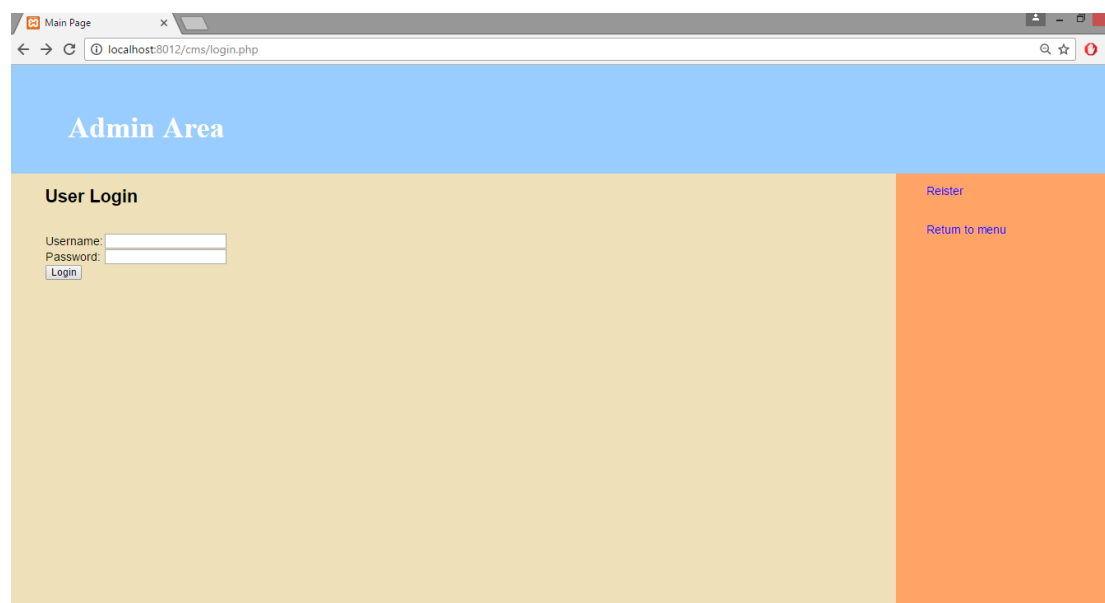 Main Page
localhost:8012/cms/login.php
Admin Area
User Login
Username:
Password:
Login
Reister
Return to menu